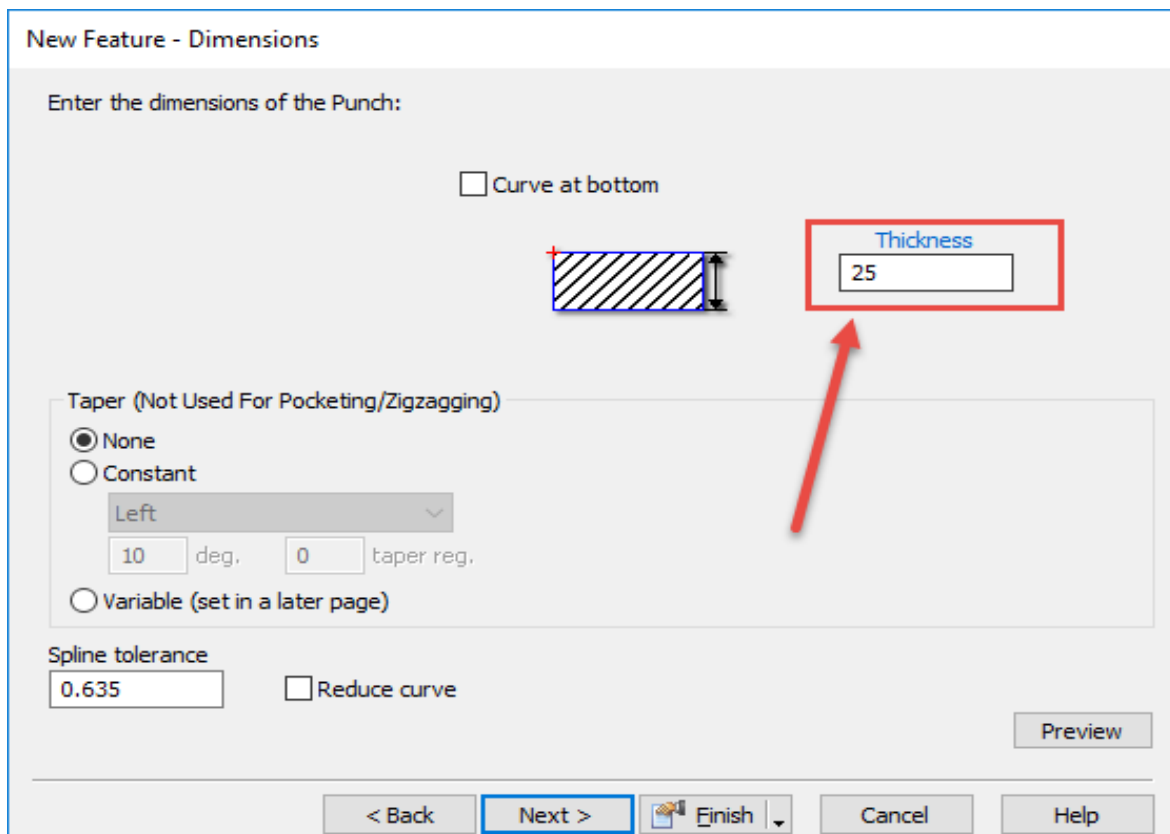 New Feature - Dimensions
Enter the dimensions of the Punch:
Curve at bottom
Thickness
25
Taper (Not Used For Pocketing/Zigzagging)
None
Constant
Left
10 deg. 0 taper reg.
Variable (set in a later page)
Spline tolerance
0.635 Reduce curve
Preview
< Back Next > Finish Cancel Help